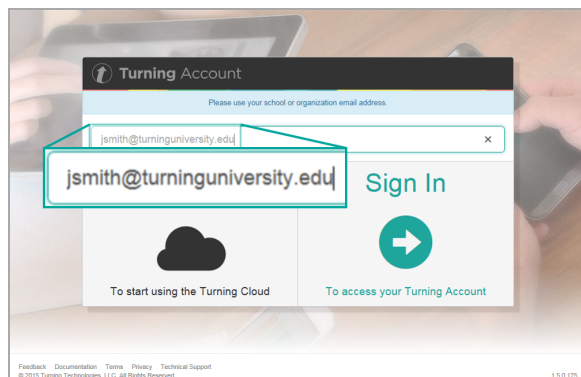 Turning Account
Please use your school or organization email address.
jsmith@turninguniversity.edu ×
jsmith@turninguniversity.edu
Sign In
To start using the Turning Cloud
To access your Turning Account
Feedback Documentation Terms Privacy Technical Support
© 2015 Turning Technologies, LLC. All Rights Reserved.
1.5.0.175